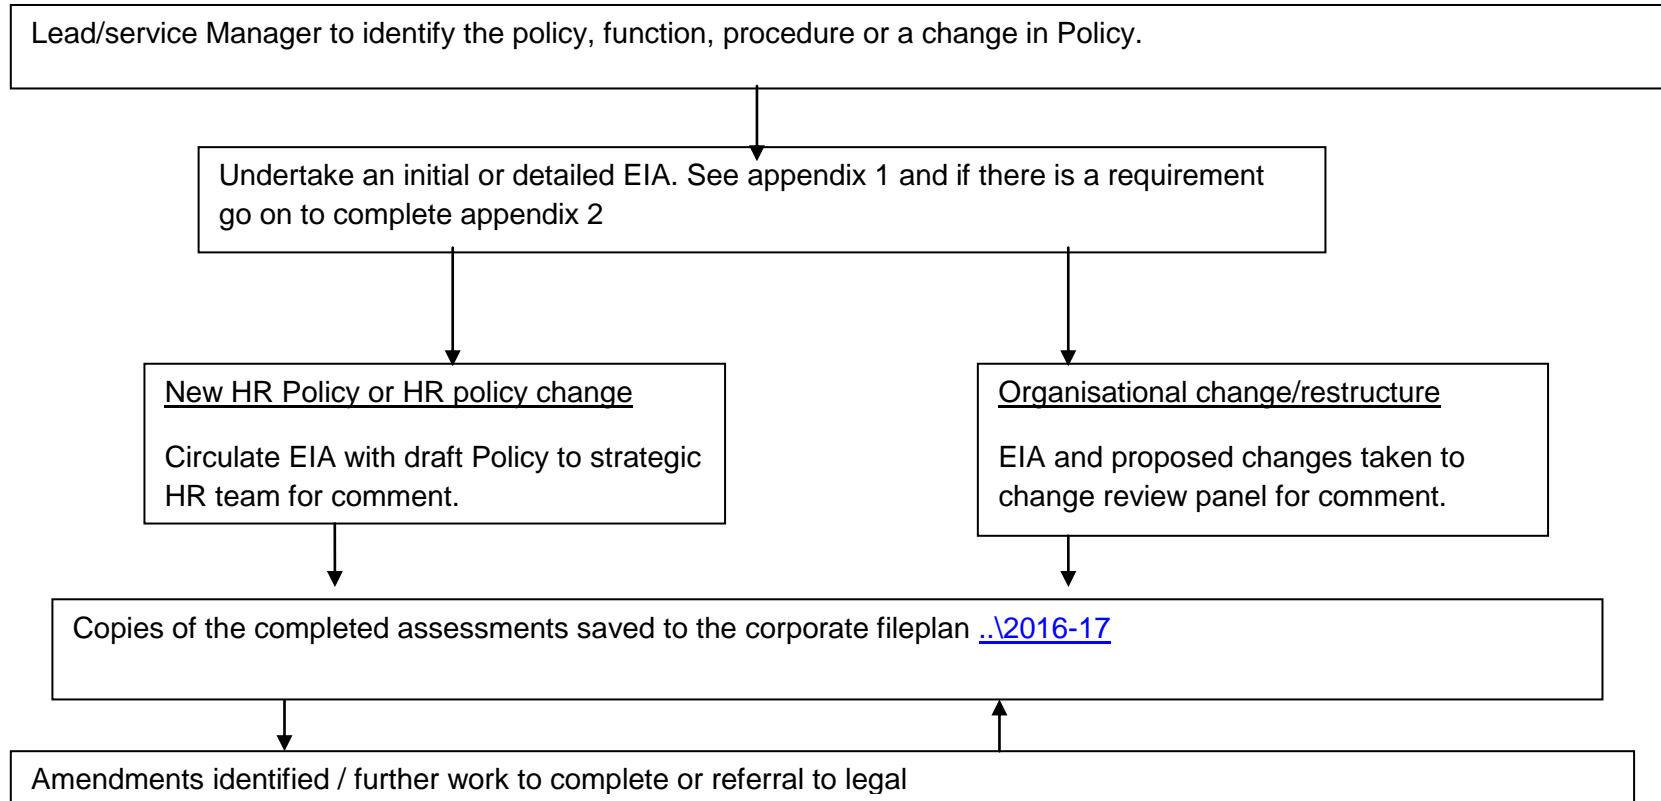 Lead/service Manager to identify the policy, function, procedure or a change in Policy.
Undertake an initial or detailed EIA. See appendix 1 and if there is a requirement
go on to complete appendix 2
New HR Policy or HR policy change
Circulate EIA with draft Policy to strategic
HR team for comment.
Organisational change/restructure
EIA and proposed changes taken to
change review panel for comment.
Copies of the completed assessments saved to the corporate fileplan ..\2016-17
Amendments identified / further work to complete or referral to legal